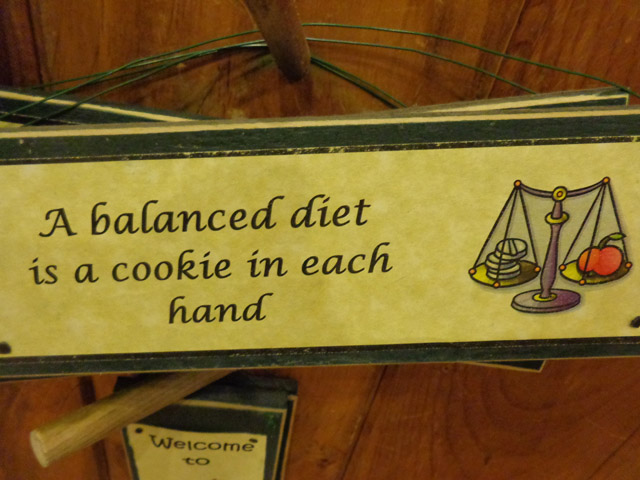 A balanced diet
is a cookie in each
hand
Welcome
to